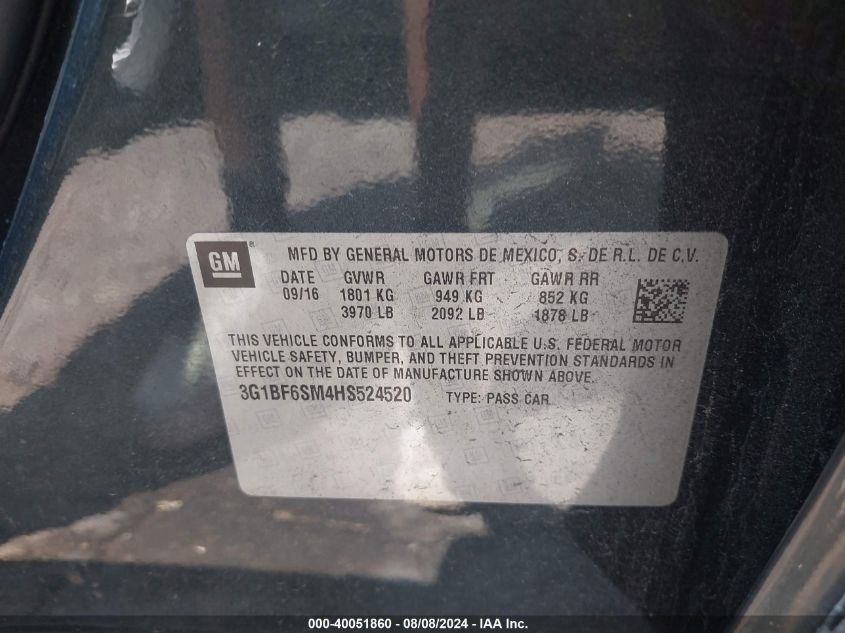 GM ® MFD BY GENERAL MOTORS DE MEXICO, S. DE R.L. DE C.V.
DATE GVWR GAWR FRT GAWR RR
09/16 1801 KG 949 KG 852 KG
3970 LB 2092 LB 1878 LB
THIS VEHICLE CONFORMS TO ALL APPLICABLE U.S. FEDERAL MOTOR
VEHICLE SAFETY, BUMPER, AND THEFT PREVENTION STANDARDS IN
EFFECT ON THE DATE OF MANUFACTURE SHOWN ABOVE.
3G1BF6SM4HS524520 TYPE: PASS CAR
000-40051860 - 08/08/2024 - IAA Inc.